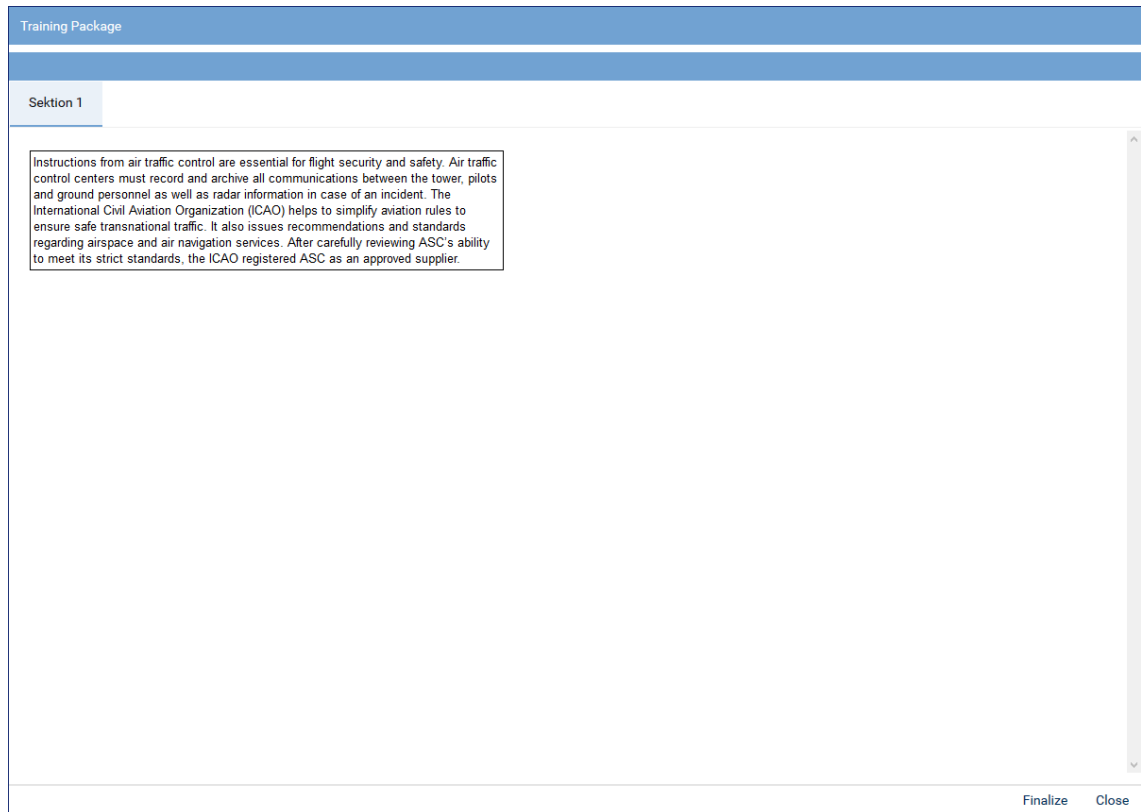 Training Package
Sektion 1
Instructions from air traffic control are essential for flight security and safety. Air traffic
control centers must record and archive all communications between the tower, pilots
and ground personnel as well as radar information in case of an incident. The
International Civil Aviation Organization (ICAO) helps to simplify aviation rules to
ensure safe transnational traffic. It also issues recommendations and standards
regarding airspace and air navigation services. After carefully reviewing ASC's ability
to meet its strict standards, the ICAO registered ASC as an approved supplier.
Finalize Close